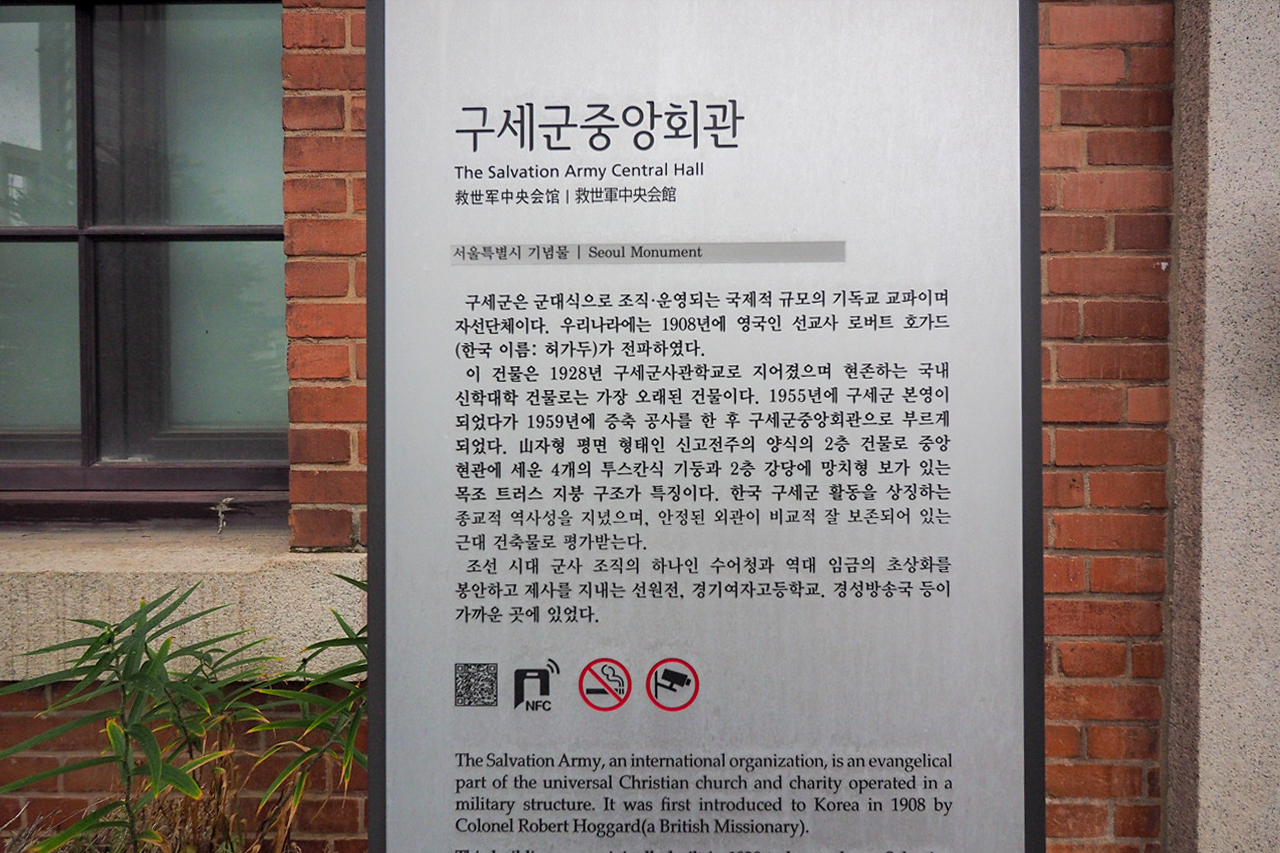 구세군중앙회관
The Salvation Army Central Hall
救世军中央会馆 | 救世軍中央会館
서울특별시 기념물 | Seoul Monument
구세군은 군대식으로 조직·운영되는 국제적 규모의 기독교 교파이며
자선단체이다. 우리나라에는 1908년에 영국인 선교사 로버트 호가드
(한국 이름: 허가두)가 전파하였다.
이 건물은 1928년 구세군사관학교로 지어졌으며 현존하는 국내
신학대학 건물로는 가장 오래된 건물이다. 1955년에 구세군 본영이
되었다가 1959년에 증축 공사를 한 후 구세군중앙회관으로 부르게
되었다. 山자형 평면 형태인 신고전주의 양식의 2층 건물로 중앙
현관에 세운 4개의 투스칸식 기둥과 2층 강당에 망치형 보가 있는
목조 트러스 지붕 구조가 특징이다. 한국 구세군 활동을 상징하는
종교적 역사성을 지녔으며, 안정된 외관이 비교적 잘 보존되어 있는
근대 건축물로 평가받는다.
조선 시대 군사 조직의 하나인 수어청과 역대 임금의 초상화를
봉안하고 제사를 지내는 선원전, 경기여자고등학교, 경성방송국 등이
가까운 곳에 있었다.
NFC
The Salvation Army, an international organization, is an evangelical
part of the universal Christian church and charity operated in a
military structure. It was first introduced to Korea in 1908 by
Colonel Robert Hoggard(a British Missionary).